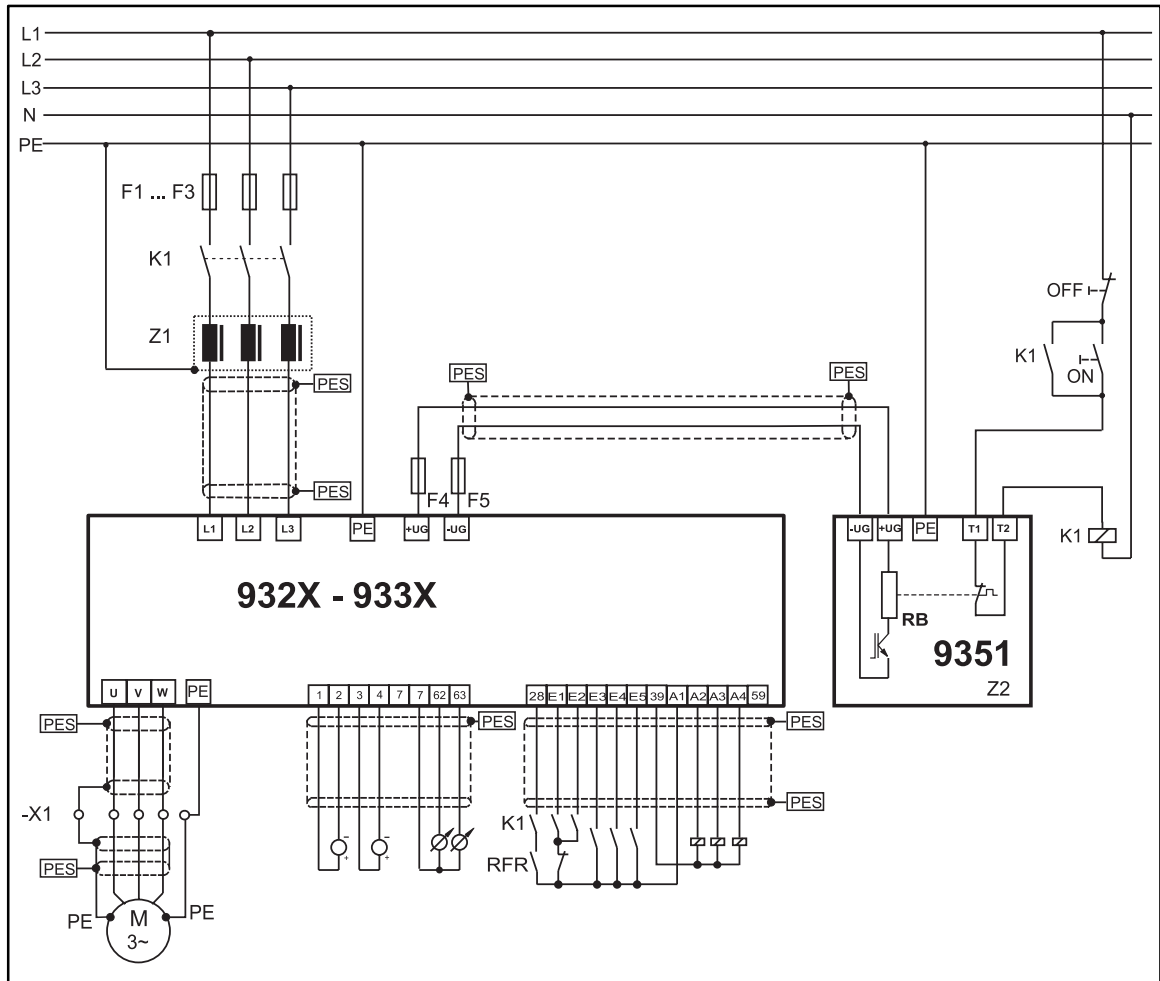 L1
L2
L3
N
PE
F1 ... F3
K1
OFF
Z1
K1
ON
PES
PES
PES
PES
F4
F5
K1
L1 L2 L3 PE +UG -UG
-UG +UG PE T1 T2
932X - 933X
RB
9351
Z2
U V W PE
1 2 3 4 7 7 62 63
28 E1 E2 E3 E4 E5 39 A1 A2 A3 A4 59
PES
PES
PES
PES
-X1
K1
- + - +
RFR
PES
PE
M
3~
PE